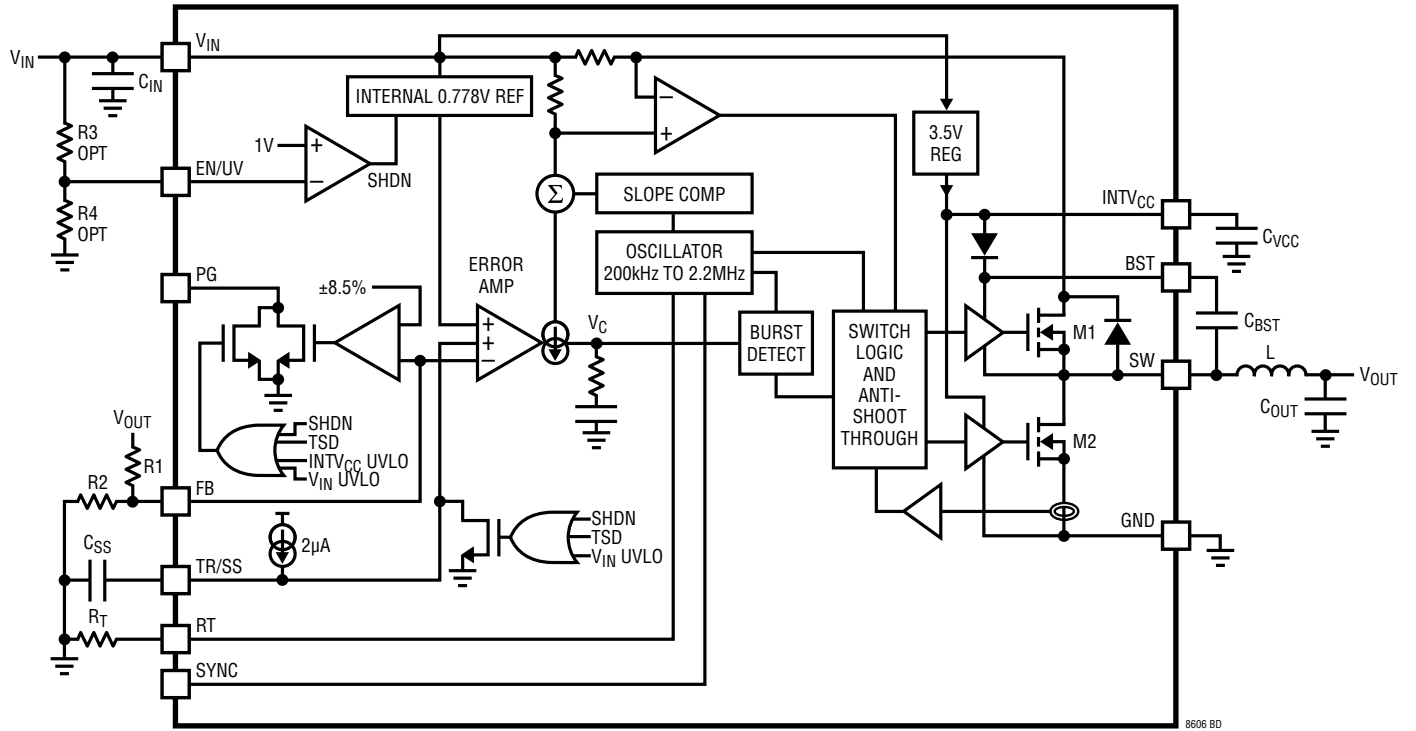 VIN
VIN
CIN
R3
OPT
EN/UV
R4
OPT
1V
+
−
SHDN
INTERNAL 0.778V REF
−
+
3.5V
REG
Σ
SLOPE COMP
OSCILLATOR
200kHz TO 2.2MHz
INTVCC
CVCC
BST
CBST
PG
±8.5%
ERROR
AMP
+
+
−
VC
BURST
DETECT
SWITCH
LOGIC
AND
ANTI-
SHOOT
THROUGH
M1
SW
L
VOUT
COUT
M2
VOUT
R1
R2
FB
SHDN
TSD
INTVCC UVLO
VIN UVLO
CSS
2µA
TR/SS
SHDN
TSD
VIN UVLO
GND
RT
RT
SYNC
8606 BD